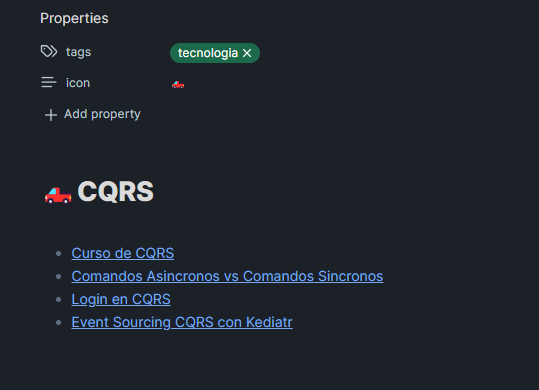 Properties
tags
tecnologia
icon
Add property
CQRS
Curso de CQRS
Comandos Asincronos vs Comandos Sincronos
Login en CQRS
Event Sourcing CQRS con Kediatr